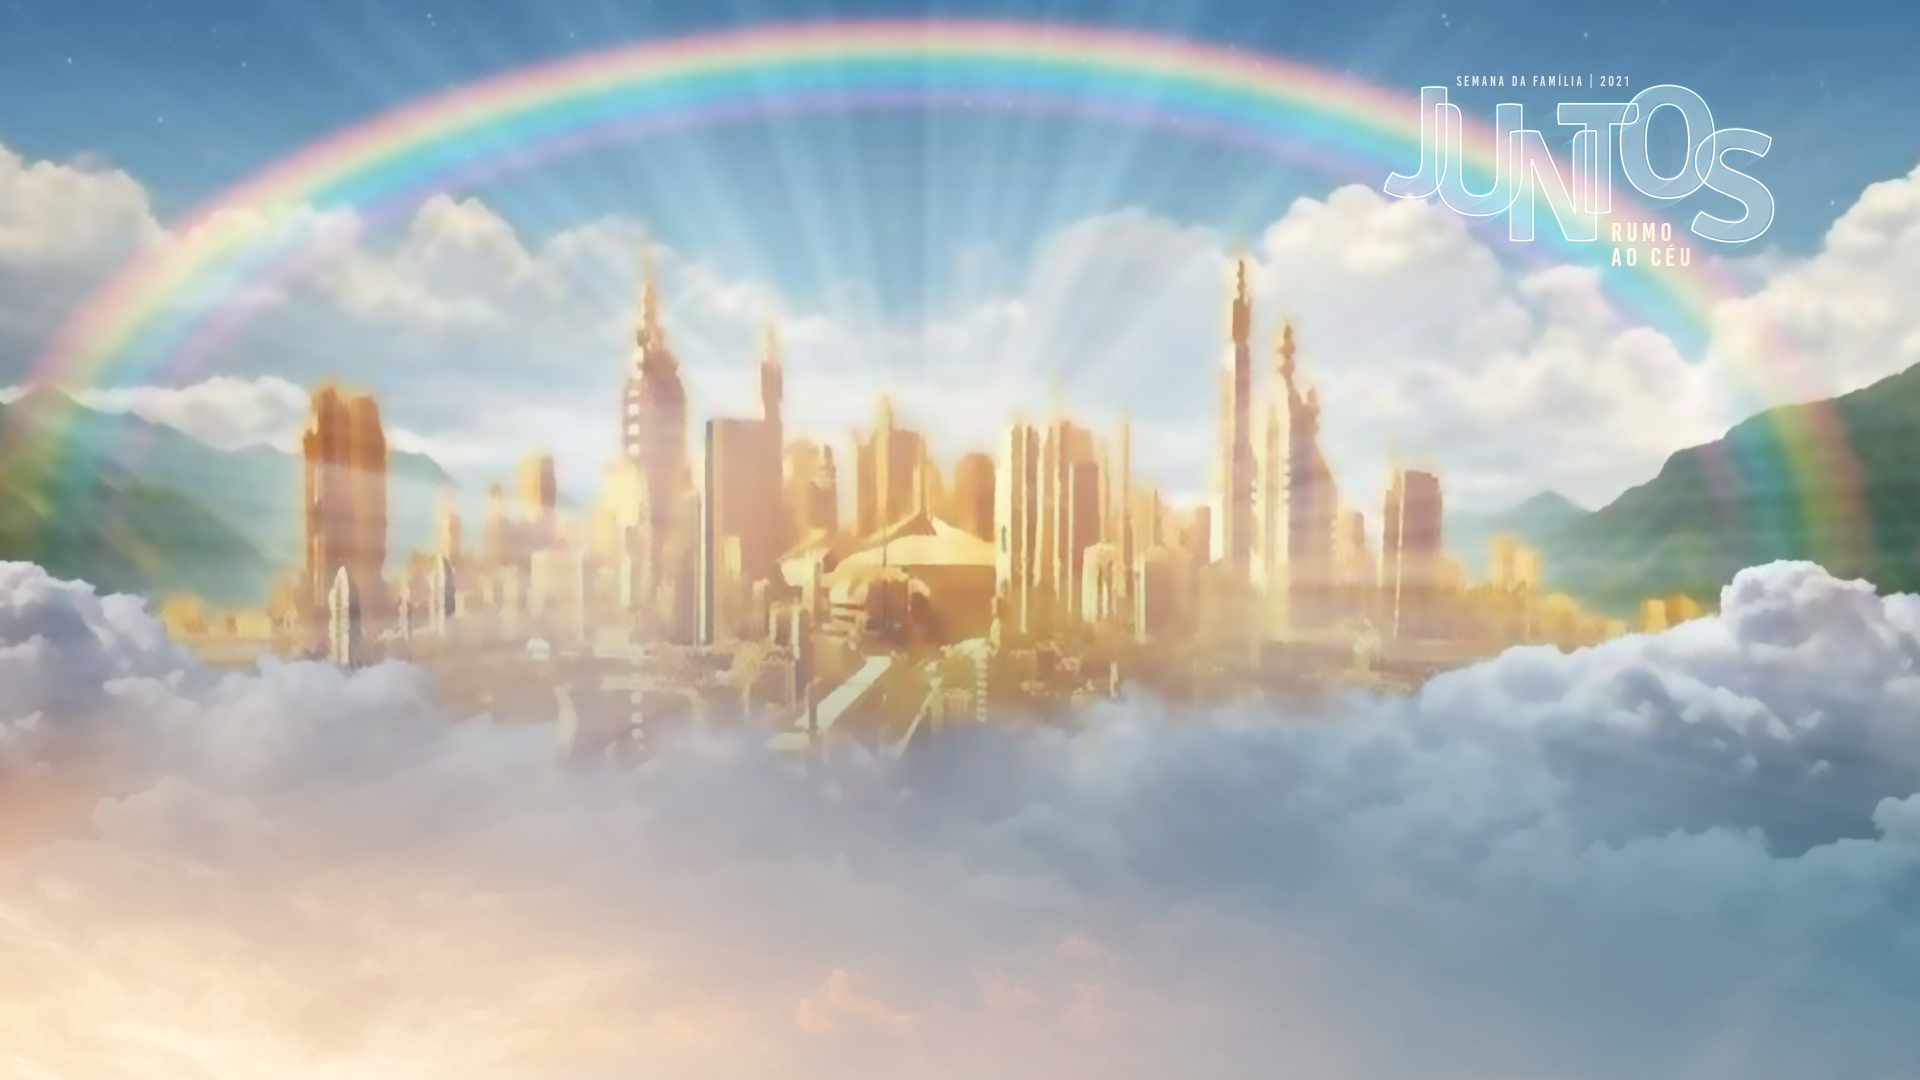 SEMANA DA FAMÍLIA | 2021
JUNTOS
RUMO
AO CÉU